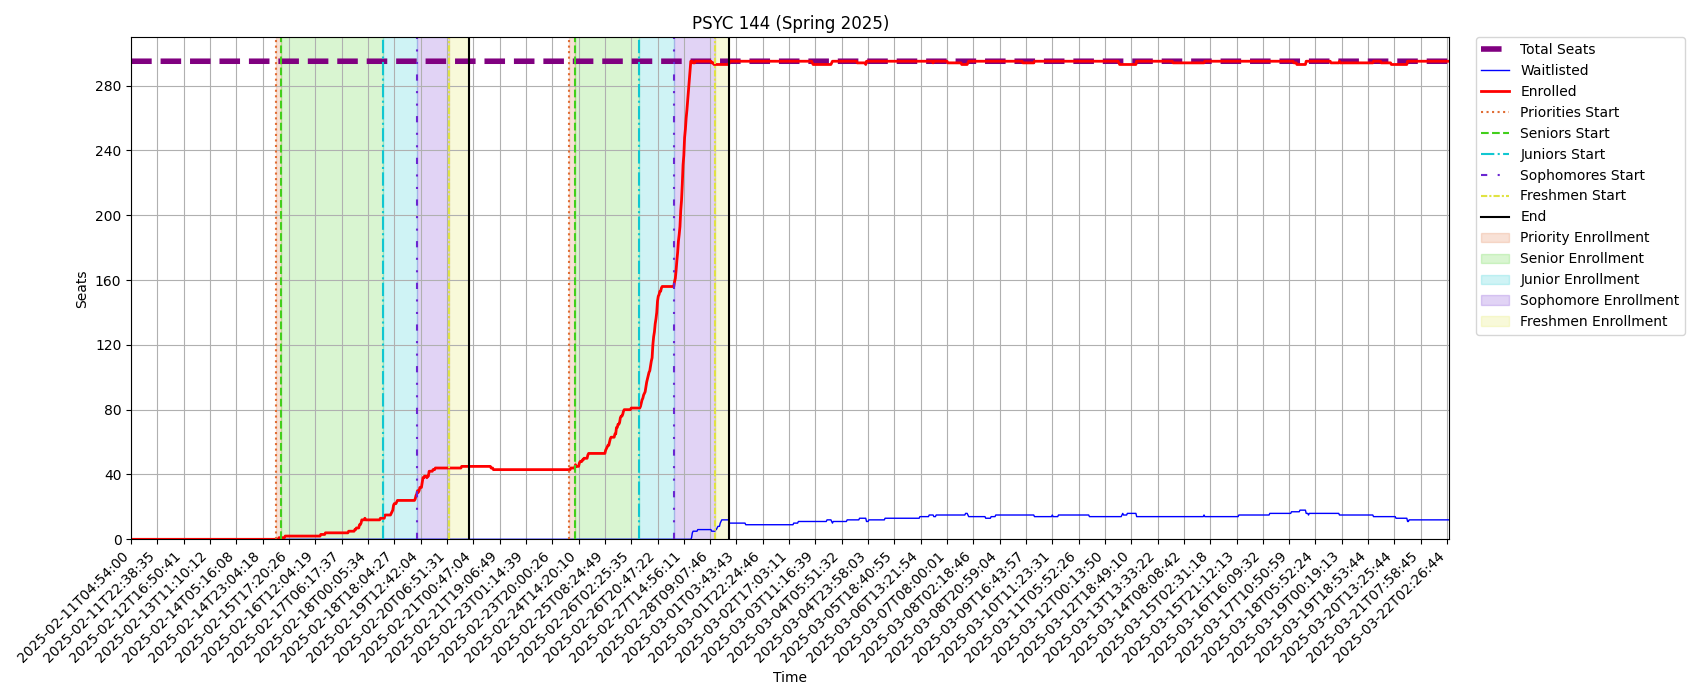 PSYC 144 (Spring 2025)
Seats
280
240
200
160
120
80
40
0
2025-02-11T04:54:00
2025-02-11T22:38:35
2025-02-12T16:50:41
2025-02-13T11:10:12
2025-02-14T05:16:08
2025-02-14T23:04:18
2025-02-15T17:20:26
2025-02-16T12:04:19
2025-02-17T06:17:37
2025-02-18T00:05:34
2025-02-18T18:04:27
2025-02-19T12:42:04
2025-02-20T06:51:31
2025-02-21T00:47:04
2025-02-21T19:06:49
2025-02-23T01:14:39
2025-02-23T20:00:26
2025-02-24T14:20:10
2025-02-25T08:24:49
2025-02-26T02:25:35
2025-02-26T20:47:22
2025-02-27T14:56:11
2025-02-28T09:07:46
2025-03-01T03:43:43
2025-03-01T22:24:46
2025-03-02T17:03:11
2025-03-03T11:16:39
2025-03-04T05:51:32
2025-03-04T23:58:03
2025-03-05T18:40:55
2025-03-06T13:21:54
2025-03-07T08:00:01
2025-03-08T02:18:46
2025-03-08T20:59:04
2025-03-09T16:43:57
2025-03-10T11:23:31
2025-03-11T05:52:26
2025-03-12T00:13:50
2025-03-12T18:49:10
2025-03-13T13:33:22
2025-03-14T08:08:42
2025-03-15T02:31:18
2025-03-15T21:12:13
2025-03-16T16:09:32
2025-03-17T10:50:59
2025-03-18T05:52:24
2025-03-19T00:19:13
2025-03-19T18:53:44
2025-03-20T13:25:44
2025-03-21T07:58:45
2025-03-22T02:26:44
Time
Total Seats
Waitlisted
Enrolled
Priorities Start
Seniors Start
Juniors Start
Sophomores Start
Freshmen Start
End
Priority Enrollment
Senior Enrollment
Junior Enrollment
Sophomore Enrollment
Freshmen Enrollment